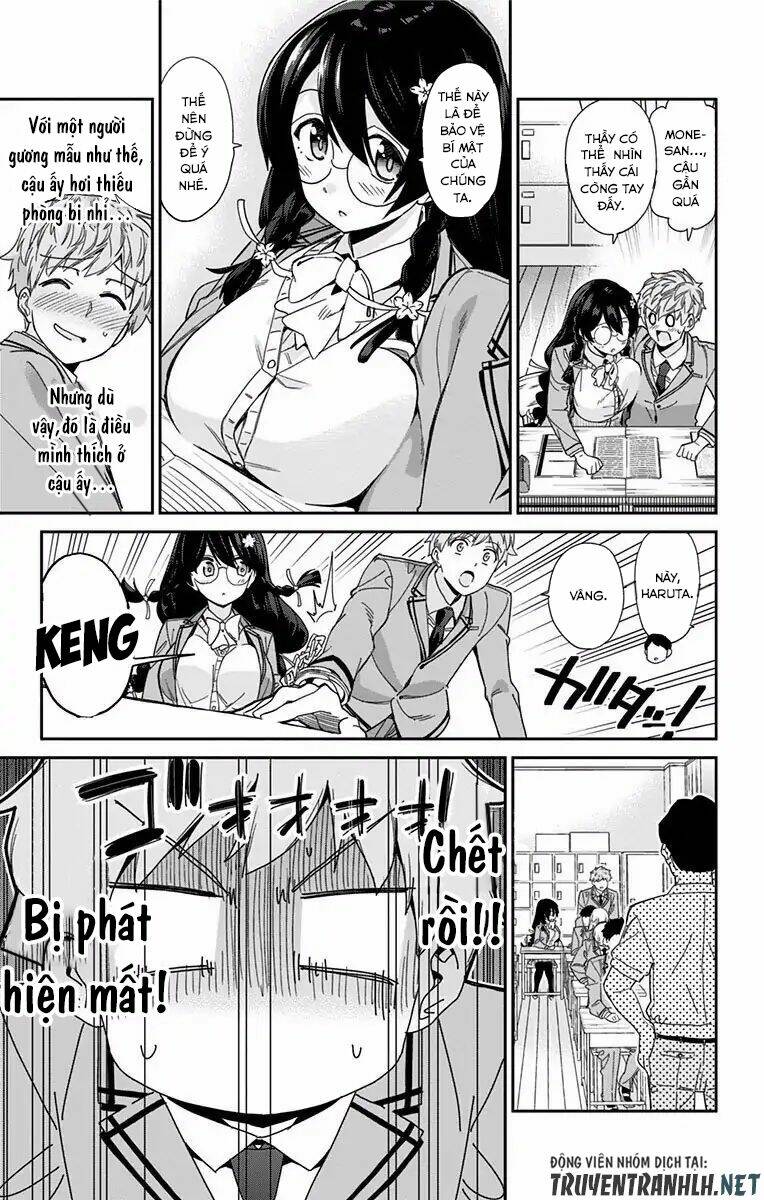 MONE-
SAN...,
CẬU
GẦN
QUÁ
THẦY CÓ
THỂ NHÌN
THẤY CÁI
CÒNG TAY
ĐẤY.
THẾ NÀY
LÀ ĐỂ
BẢO VỆ
BÍ MẬT
CỦA
CHÚNG
TA.
THẾ
NÊN
ĐỪNG
ĐỂ Ý
QUÁ
NHÉ.
Với một người
gương mẫu như thế,
cậu ấy hơi thiếu
phòng bị nhỉ...
Nhưng dù
vậy,đó là điều
mình thích ở
cậu ấy...
NÀY,
HARUTA.
VÂNG.
ガタッ!
KENG
Chết
rồi!!
Bị phát
hiện mất!
ゴオオオオ
ĐỘNG VIÊN NHÓM DỊCH TẠI:
TRUYENTRANHLH.NET